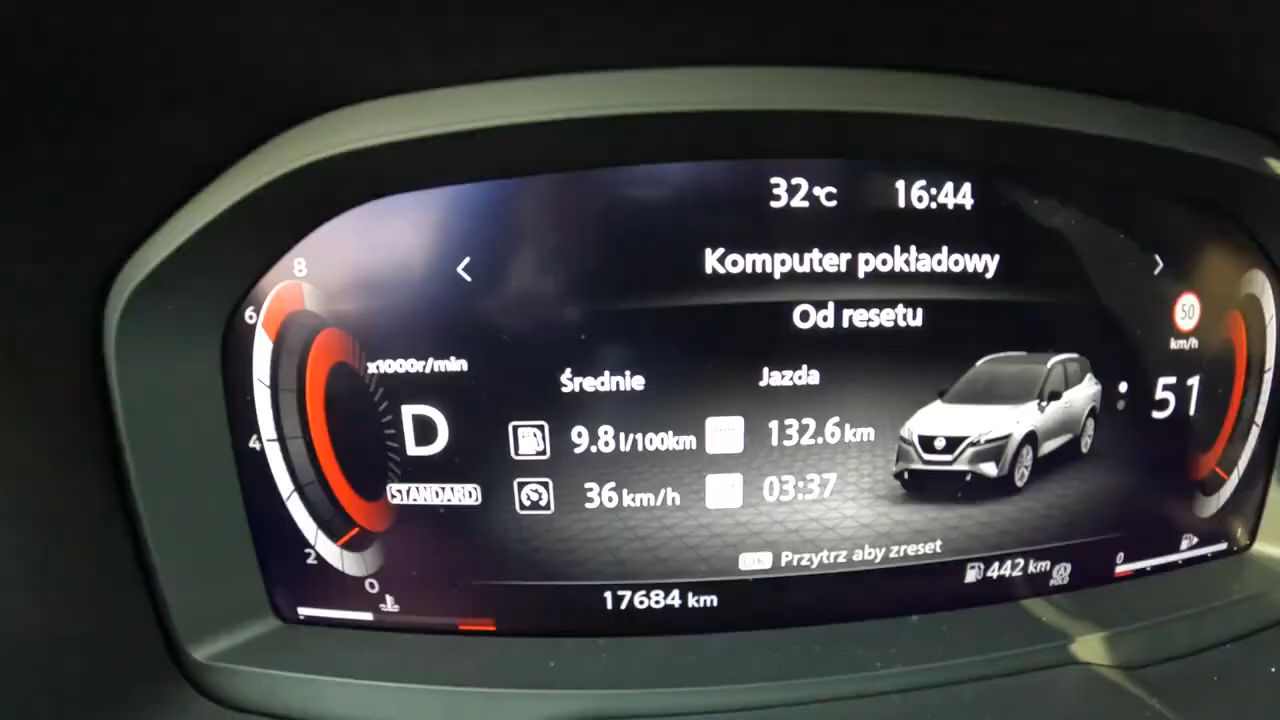 32°C 16:44
Komputer pokładowy
Od resetu
8
6
4
2
0
x1000r/min
D
STANDARD
Średnie
Jazda
9.8 l/100km
132.6 km
36 km/h
03:37
OK Przytrz aby zreset
17684 km
442 km
50
km/h
51
0
1